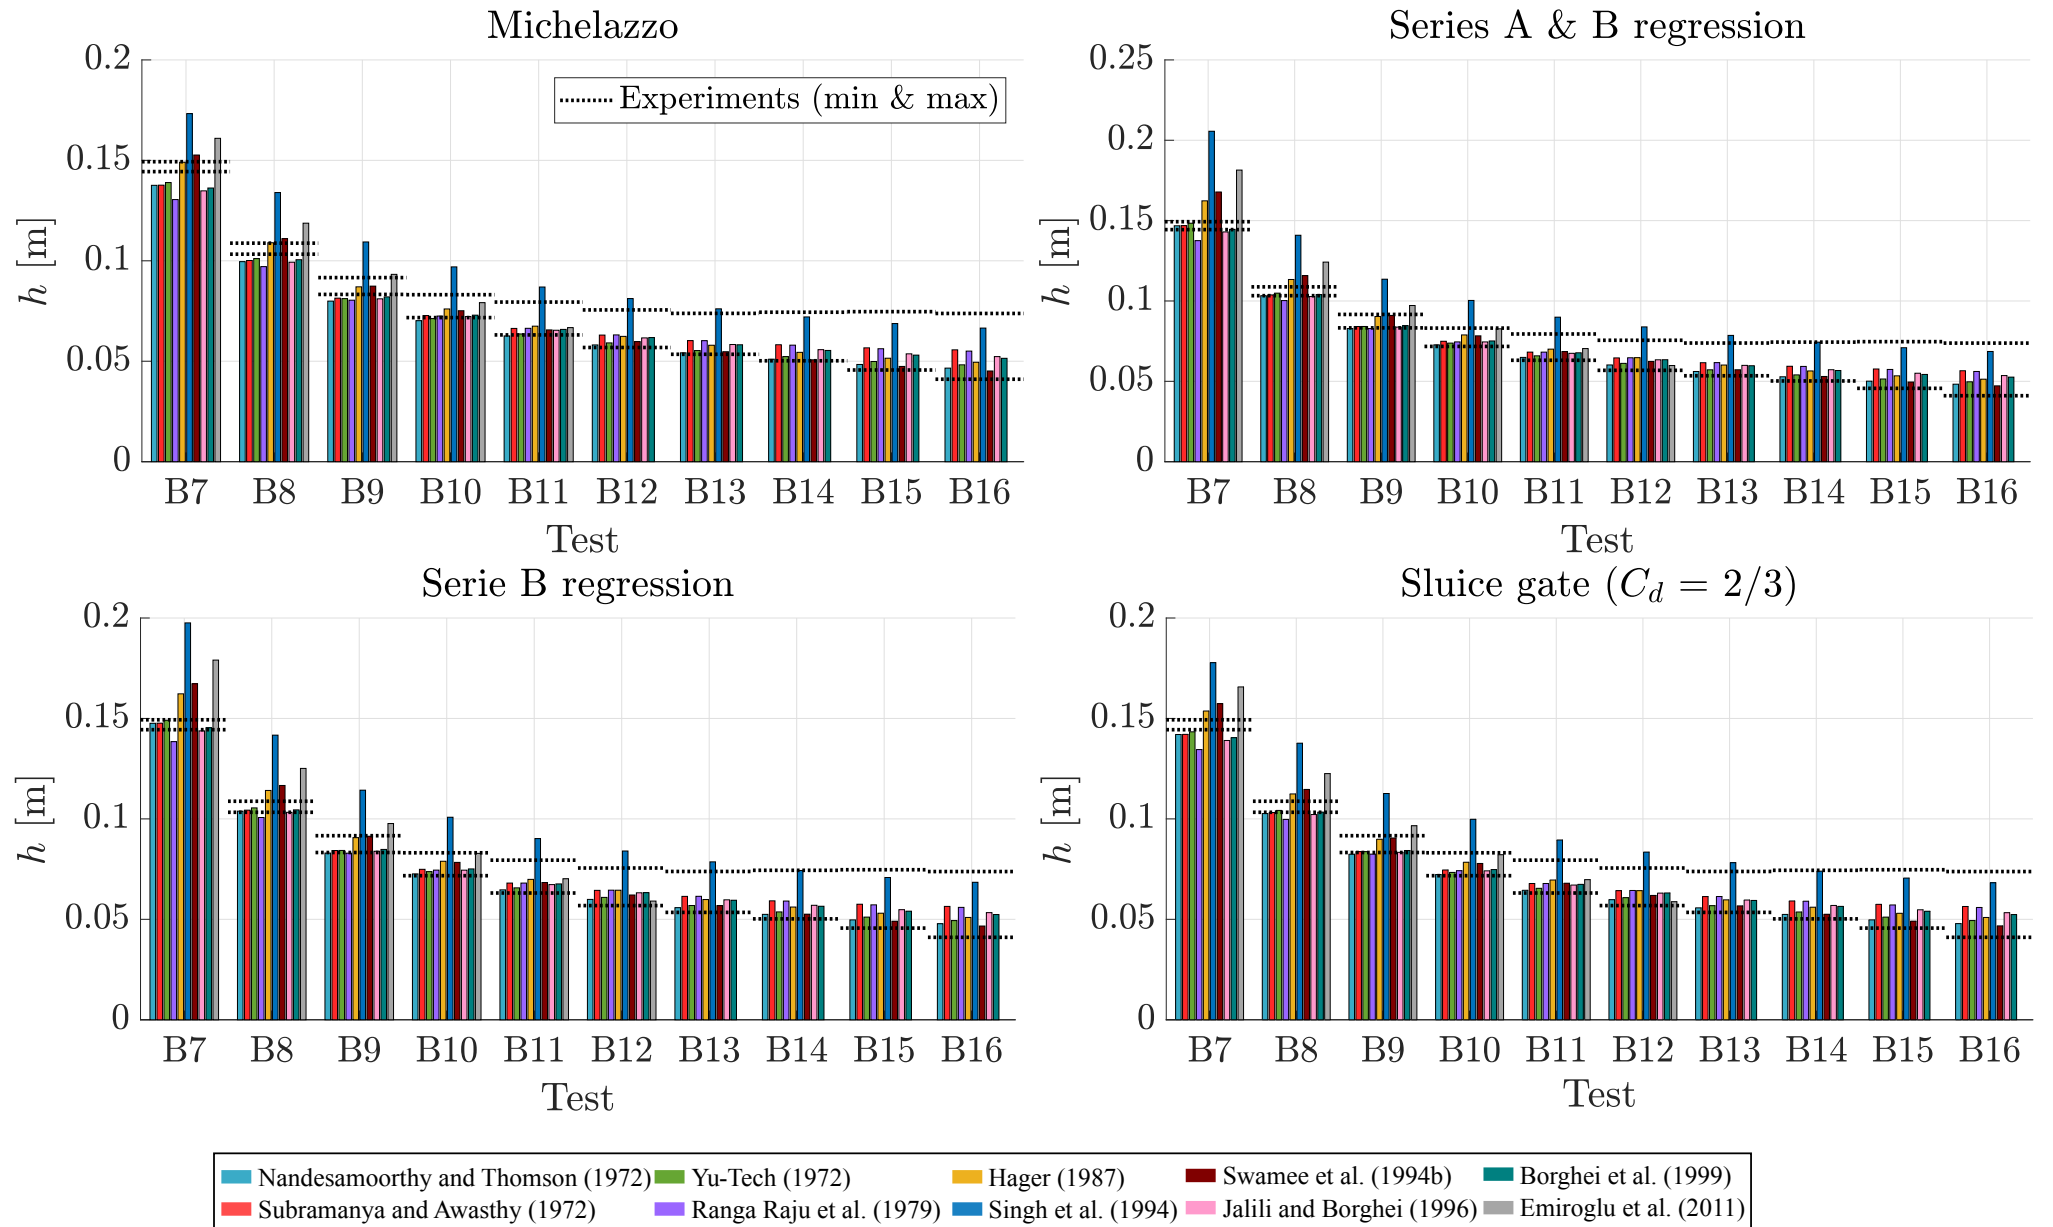 Michelazzo
0.2
0.15
0.1
0.05
0
h [m]
Experiments (min & max)
B7 B8 B9 B10 B11 B12 B13 B14 B15 B16
Test
Series A & B regression
0.25
0.2
0.15
0.1
0.05
0
h [m]
B7 B8 B9 B10 B11 B12 B13 B14 B15 B16
Test
Serie B regression
0.2
0.15
0.1
0.05
0
h [m]
B7 B8 B9 B10 B11 B12 B13 B14 B15 B16
Test
Sluice gate (C_d = 2/3)
0.2
0.15
0.1
0.05
0
h [m]
B7 B8 B9 B10 B11 B12 B13 B14 B15 B16
Test
Nandesamoorthy and Thomson (1972) Yu-Tech (1972) Hager (1987) Swamee et al. (1994b) Borghei et al. (1999)
Subramanya and Awasthy (1972) Ranga Raju et al. (1979) Singh et al. (1994) Jalili and Borghei (1996) Emiroglu et al. (2011)